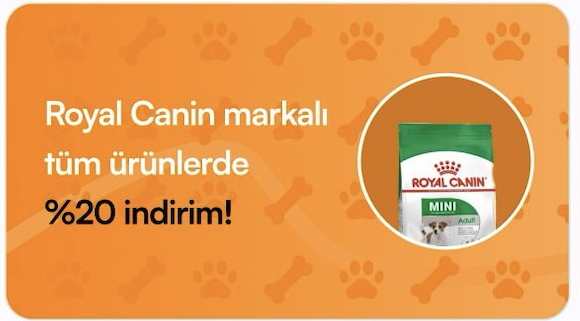 Royal Canin markalı
tüm ürünlerde
%20 indirim!
ROYAL CANIN
MINI
Adult